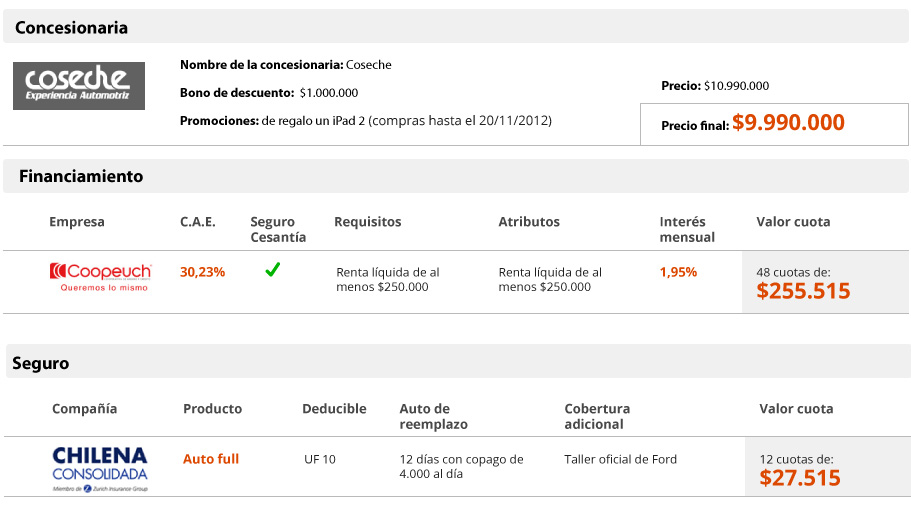 Concesionaria
coseche
Experiencia Automotriz
Nombre de la concesionaria: Coseche
Bono de descuento: $1.000.000
Promociones: de regalo un iPad 2 (compras hasta el 20/11/2012)
Precio: $10.990.000
Precio final: $9.990.000
Financiamiento
Empresa
C.A.E.
Seguro
Cesantía
Requisitos
Atributos
Interés
mensual
Valor cuota
Coopeuch
Queremos lo mismo
30,23%
Renta líquida de al
menos $250.000
Renta líquida de al
menos $250.000
1,95%
48 cuotas de:
$255.515
Seguro
Compañía
Producto
Deducible
Auto de
reemplazo
Cobertura
adicional
Valor cuota
CHILENA
CONSOLIDADA
Miembro de Zurich Insurance Group
Auto full
UF 10
12 días con copago de
4.000 al día
Taller oficial de Ford
12 cuotas de:
$27.515